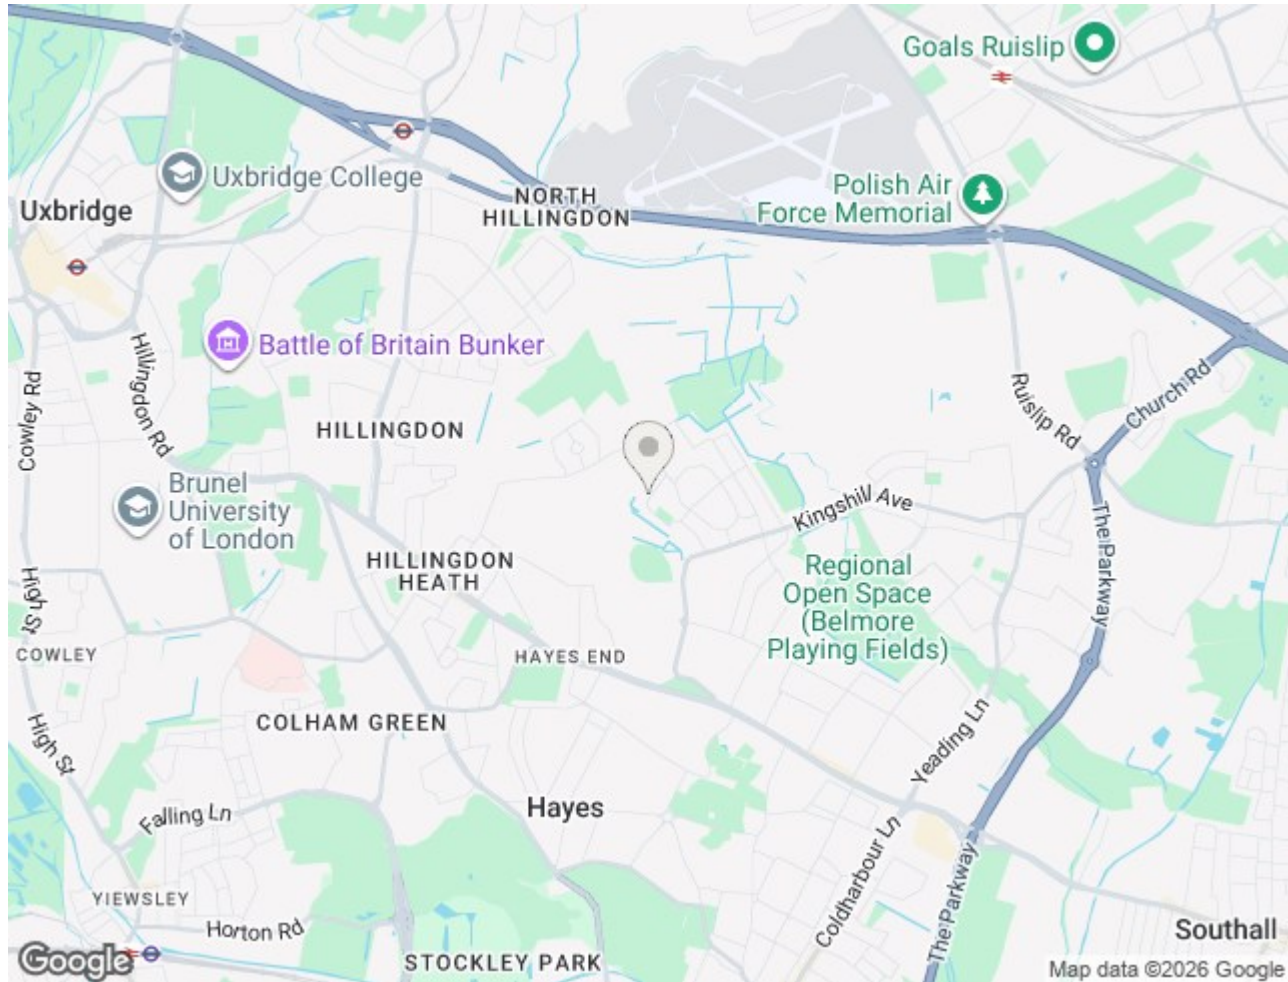 Goals Ruislip
Uxbridge College
Uxbridge
NORTH
HILLINGDON
Polish Air
Force Memorial
Battle of Britain Bunker
Hillingdon Rd
Cowley Rd
HILLINGDON
Ruislip Rd
Church Rd
Brunel
University
of London
Kingshill Ave
The Parkway
HILLINGDON
HEATH
Regional
Open Space
(Belmore
Playing Fields)
High St
COWLEY
HAYES END
COLHAM GREEN
High St
Yeading Ln
Falling Ln
Hayes
Coldharbour Ln
The Parkway
YIEWSLEY
Horton Rd
Southall
STOCKLEY PARK
Google
Map data ©2026 Google